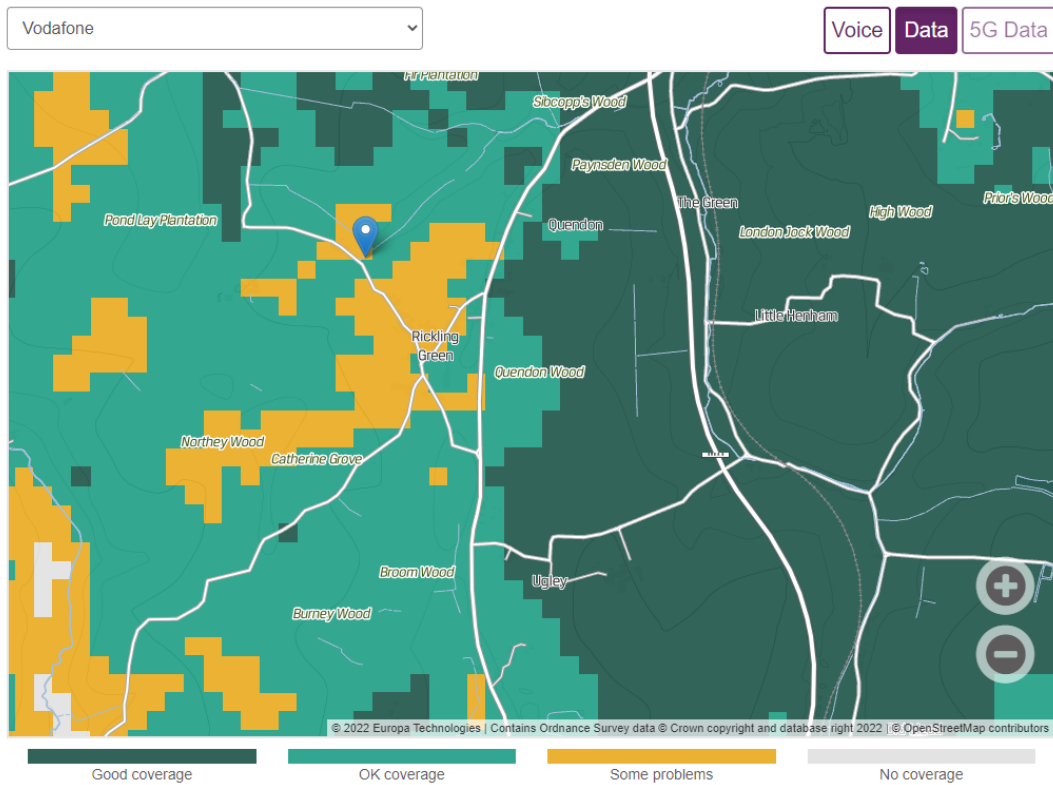 Vodafone
Voice
Data
5G Data
Fir Plantation
Sibcopp's Wood
Paynsden Wood
Prior's Wood
The Green
High Wood
Pond Lay Plantation
Quendon
London Jock Wood
Little Henham
Rickling
Green
Quendon Wood
Northey Wood
Catherine Grove
Broom Wood
Ugley
Burney Wood
© 2022 Europa Technologies | Contains Ordnance Survey data © Crown copyright and database right 2022 | © OpenStreetMap contributors
Good coverage
OK coverage
Some problems
No coverage